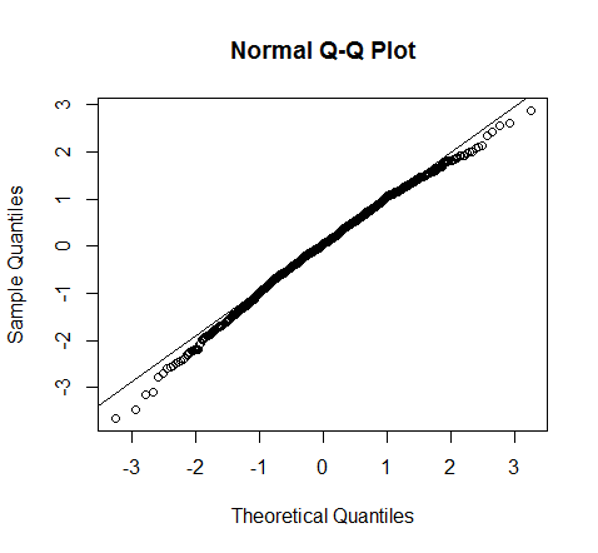 Normal Q-Q Plot
3
2
1
0
-1
-2
-3
Sample Quantiles
-3 -2 -1 0 1 2 3
Theoretical Quantiles